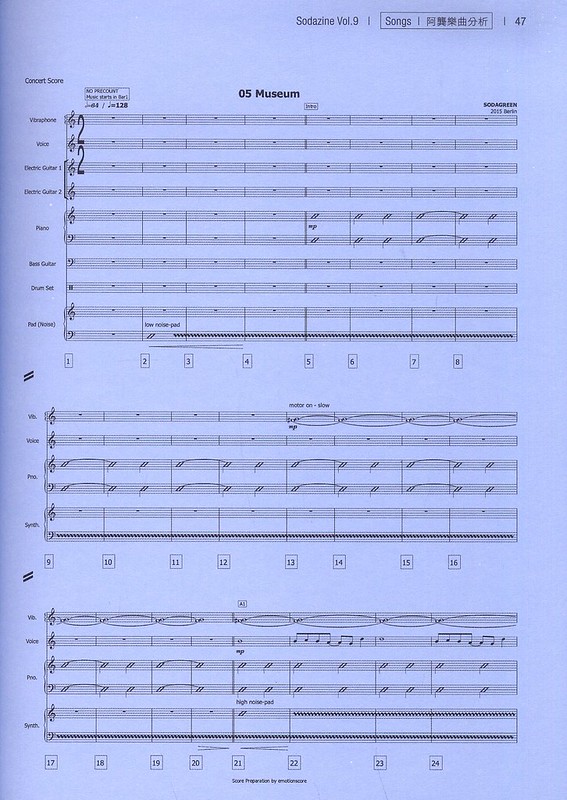 Sodazine Vol.9 | Songs | 阿龔樂曲分析 | 47
Concert Score
NO PRECOUNT
Music starts in Bar1
♩=64 / ♩=128
05 Museum
Intro
SODAGREEN
2015 Berlin
Vibraphone
2
2
Voice
Electric Guitar 1
Electric Guitar 2
Piano
mp
Bass Guitar
Drum Set
Pad (Noise)
low noise-pad
1 2 3 4 5 6 7 8
motor on - slow
Vib.
mp
Voice
Pno.
Synth.
9 10 11 12 13 14 15 16
A1
Vib.
Voice
mp
Pno.
high noise-pad
Synth.
17 18 19 20 21 22 23 24
Score Preparation by emotionscore